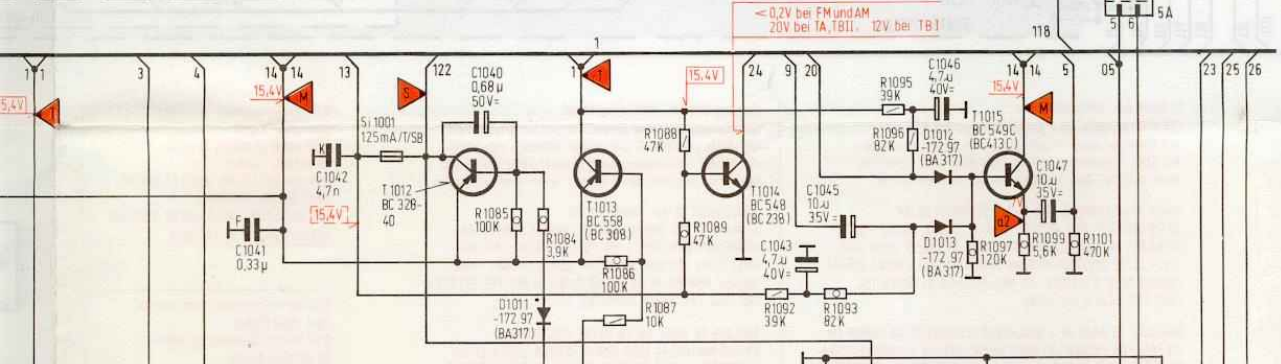 < 0,2V bei FM und AM
20V bei TA, TBII. 12V bei TB I
5 6 5A
118
1
1 1
3
4
14 14
13
122
1
24
9 20
14 14
5
05
23 25 26
5,4V
15,4V
M
S
C1040
0,68 µ
50V=
15,4V
C1046
4,7µ
40V=
15,4V
M
R1095
39K
Si 1001
125mA/T/SB
R1088
47K
R1096
82K
D1012
-172.97
(BA317)
T1015
BC 549C
(BC413C)
K
C1042
4,7n
T1012
BC 328-
40
15,4V
C1047
10µ
35V=
T1014
BC 548
(BC 238)
C1045
10µ
35V=
T1013
BC 558
(BC 308)
R1085
100K
R1084
3,9K
R1089
47K
F
C1041
0,33µ
C1043
4,7µ
40V=
D1013
-172.97
(BA317)
R1097
120K
a2
R1099
5,6K
R1101
470K
R1086
100K
D1011
-172.97
(BA317)
R1087
10K
R1092
39K
R1093
82K